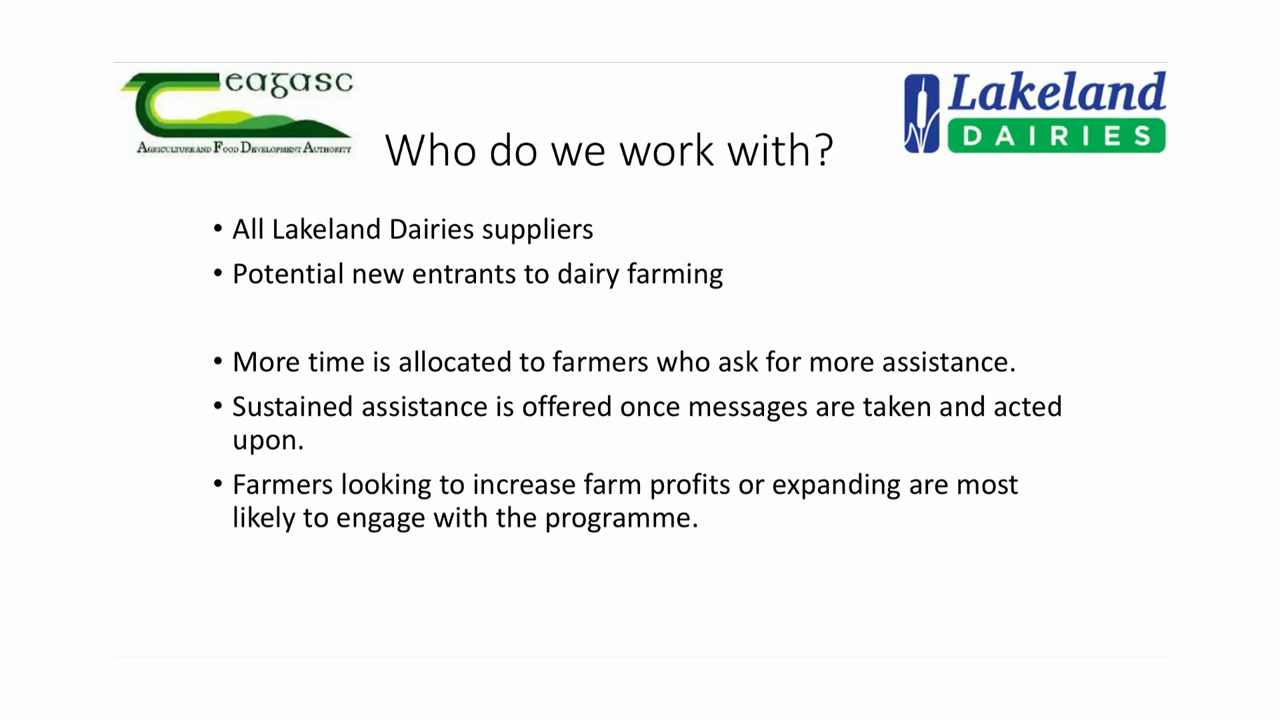 eagasc
AGRICULTURE AND FOOD DEVELOPMENT AUTHORITY
Lakeland
DAIRIES
Who do we work with?
• All Lakeland Dairies suppliers
• Potential new entrants to dairy farming
• More time is allocated to farmers who ask for more assistance.
• Sustained assistance is offered once messages are taken and acted
upon.
• Farmers looking to increase farm profits or expanding are most
likely to engage with the programme.